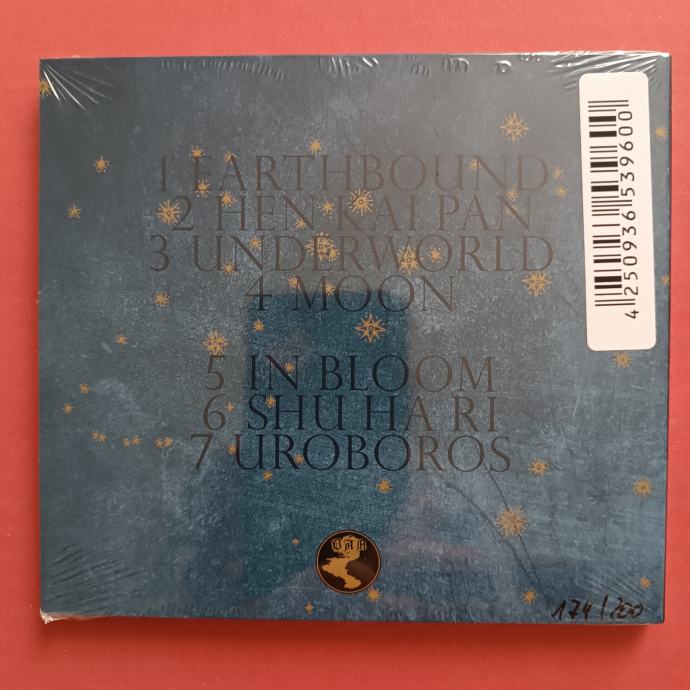 1 EARTHBOUND
2 HEN KAI PAN
3 UNDERWORLD
4 MOON
5 IN BLOOM
6 SHU HA RI
7 UROBOROS
4 250936 539600
174/200